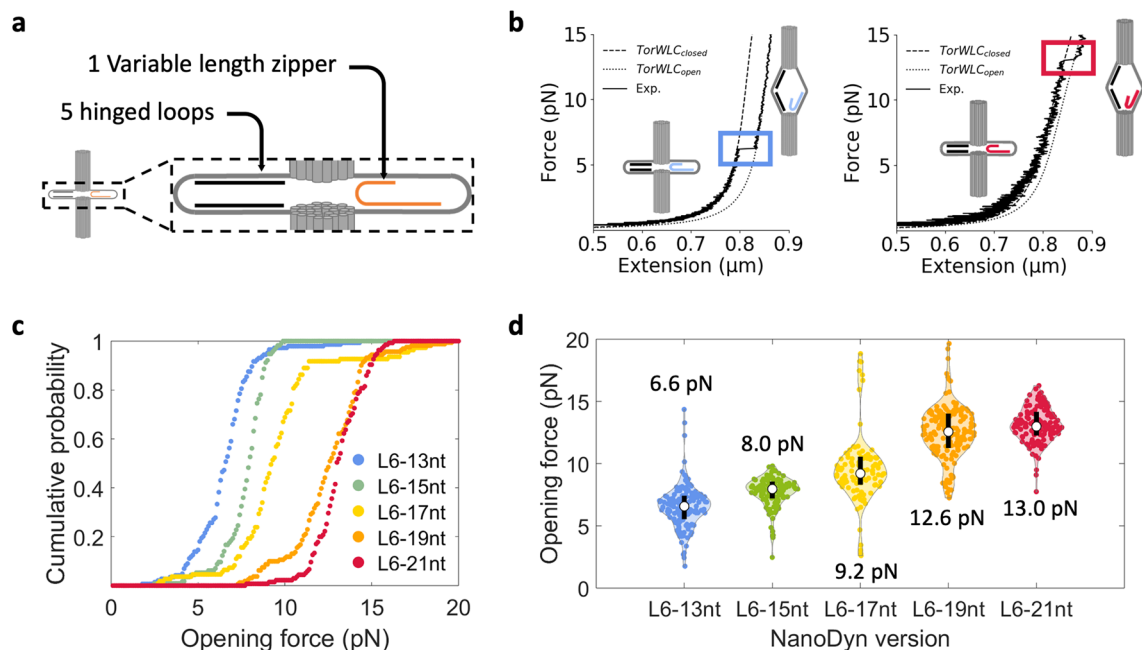 a
1 Variable length zipper
5 hinged loops
b
15
10
5
Force (pN)
TorWLCclosed
TorWLCopen
Exp.
0.5 0.6 0.7 0.8 0.9
Extension (μm)
15
10
5
Force (pN)
TorWLCclosed
TorWLCopen
Exp.
0.5 0.6 0.7 0.8 0.9
Extension (μm)
c
1
0.8
0.6
0.4
0.2
Cumulative probability
L6-13nt
L6-15nt
L6-17nt
L6-19nt
L6-21nt
0 5 10 15 20
Opening force (pN)
d
20
15
10
5
0
Opening force (pN)
6.6 pN
8.0 pN
9.2 pN
12.6 pN
13.0 pN
L6-13nt L6-15nt L6-17nt L6-19nt L6-21nt
NanoDyn version